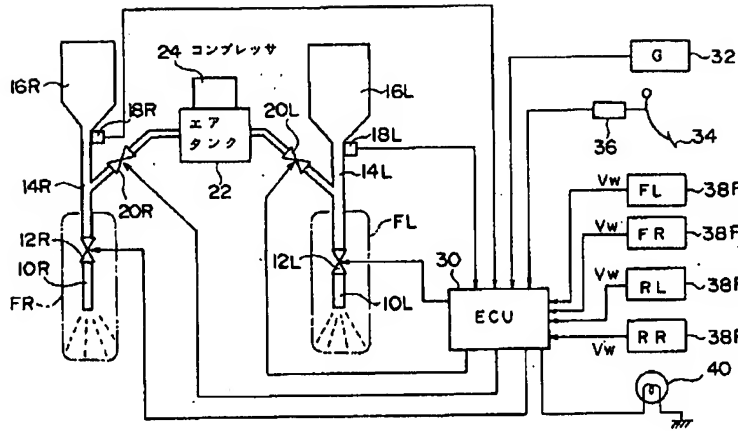 24 コンプレッサ
16R
18R
エア
タンク
22
20R
20L
14R
12R
10R
FR
16L
18L
14L
FL
12L
10L
30
ECU
G
32
36
34
Vw
FL
38F
Vw
FR
38F
Vw
RL
38F
Vw
RR
38F
40